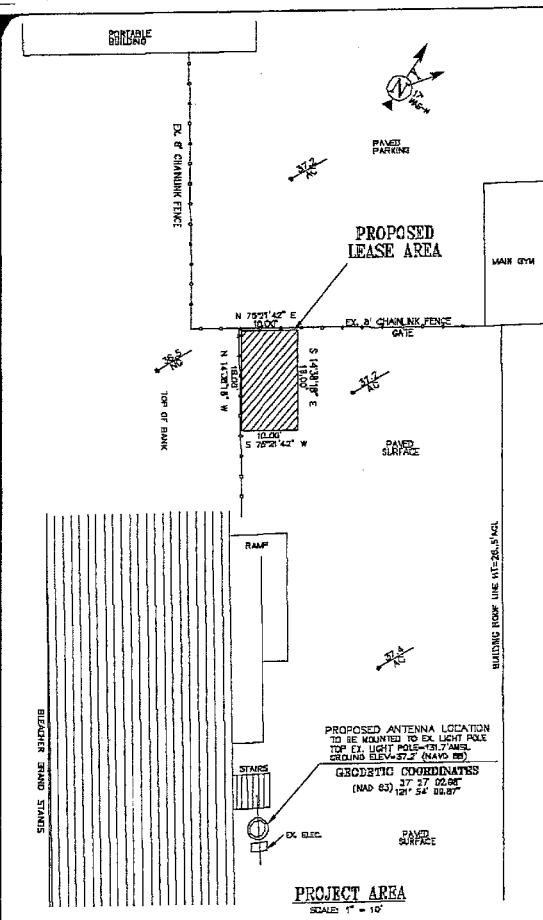 PORTABLE
BUILDING
EX. 8' CHAINLINK FENCE
N
PAVED
PARKING
37.2
PROPOSED
LEASE AREA
MAIN GYM
N 75°21'42" E
10.00'
EX. 8' CHAINLINK FENCE
GATE
N 14°38'18" W
18.00'
S 14°38'18" E
18.00'
37.2
AC
TOP OF BANK
10.00'
S 75°21'42" W
PAVED
SURFACE
BUILDING ROOF LINE HT=26.5'AGL
RAMP
37.4
BLEACHER GRAND STANDS
PROPOSED ANTENNA LOCATION
TO BE MOUNTED TO EX. LIGHT POLE
TOP EX. LIGHT POLE=131.7'AMSL
GROUND ELEV=37.2' (NAVD 88)
GEODETIC COORDINATES
(NAD 83)
STAIRS
EX. ELEC.
PAVED
SURFACE
PROJECT AREA
SCALE: 1" = 10'